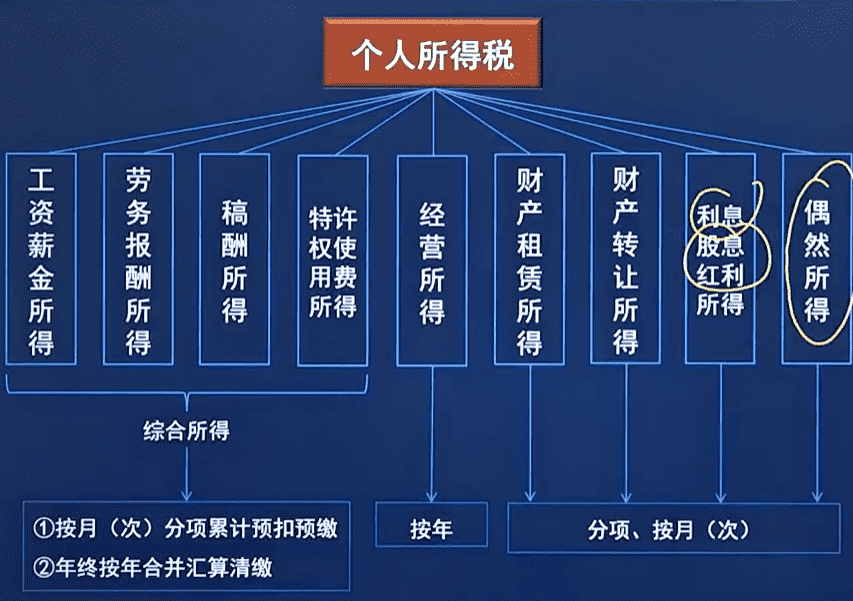 个人所得税
工资薪金所得
劳务报酬所得
稿酬所得
特许
权使
用费
所得
经营所得
财产租赁所得
财产转让所得
利息
股息
红利
所得
偶然所得
综合所得
①按月（次）分项累计预扣预缴
②年终按年合并汇算清缴
按年
分项、按月（次）